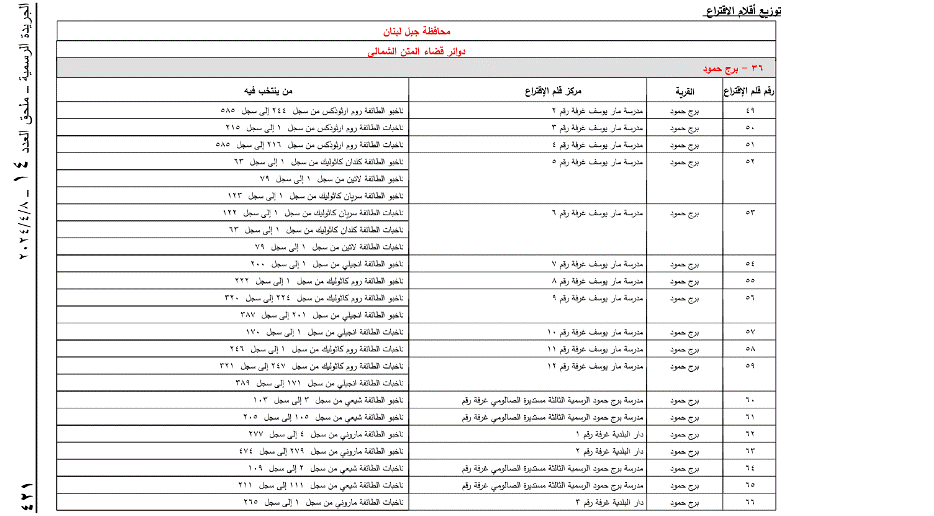 توزيع أقلام الإقتراع
محافظة جبل لبنان
دوائر قضاء المتن الشمالي
٣٦ - برج حمود
رقم قلم الإقتراع القرية مركز قلم الإقتراع من ينتخب فيه
٤٩ برج حمود مدرسة مار يوسف غرفة رقم ٢ ناخبو الطائفة روم ارثوذكس من سجل ٢٤٤ إلى سجل ٥٨٥
٥٠ برج حمود مدرسة مار يوسف غرفة رقم ٣ ناخبات الطائفة روم ارثوذكس من سجل ١ إلى سجل ٢١٥
٥١ برج حمود مدرسة مار يوسف غرفة رقم ٤ ناخبات الطائفة روم ارثوذكس من سجل ٢١٦ إلى سجل ٥٨٥
٥٢ برج حمود مدرسة مار يوسف غرفة رقم ٥ ناخبو الطائفة كلدان كاثوليك من سجل ١ إلى سجل ٦٣
ناخبو الطائفة لاتين من سجل ١ إلى سجل ٧٩
ناخبو الطائفة سريان كاثوليك من سجل ١ إلى سجل ١٢٣
٥٣ برج حمود مدرسة مار يوسف غرفة رقم ٦ ناخبات الطائفة سريان كاثوليك من سجل ١ إلى سجل ١٢٢
ناخبات الطائفة كلدان كاثوليك من سجل ١ إلى سجل ٦٣
ناخبات الطائفة لاتين من سجل ١ إلى سجل ٧٩
٥٤ برج حمود مدرسة مار يوسف غرفة رقم ٧ ناخبو الطائفة انجيلي من سجل ١ إلى سجل ٢٠٠
٥٥ برج حمود مدرسة مار يوسف غرفة رقم ٨ ناخبو الطائفة روم كاثوليك من سجل ١ إلى سجل ٢٢٢
٥٦ برج حمود مدرسة مار يوسف غرفة رقم ٩ ناخبو الطائفة روم كاثوليك من سجل ٢٢٤ إلى سجل ٣٢٠
ناخبو الطائفة انجيلي من سجل ٢٠١ إلى سجل ٣٨٧
٥٧ برج حمود مدرسة مار يوسف غرفة رقم ١٠ ناخبات الطائفة انجيلي من سجل ١ إلى سجل ١٧٠
٥٨ برج حمود مدرسة مار يوسف غرفة رقم ١١ ناخبات الطائفة روم كاثوليك من سجل ١ إلى سجل ٢٤٦
٥٩ برج حمود مدرسة مار يوسف غرفة رقم ١٢ ناخبات الطائفة روم كاثوليك من سجل ٢٤٧ إلى سجل ٣٢١
ناخبات الطائفة انجيلي من سجل ١٧١ إلى سجل ٣٨٩
٦٠ برج حمود مدرسة برج حمود الرسمية الثالثة مستديرة الصالومي غرفة رقم ناخبو الطائفة شيعي من سجل ٣ إلى سجل ١٠٣
٦١ برج حمود مدرسة برج حمود الرسمية الثالثة مستديرة الصالومي غرفة رقم ناخبو الطائفة شيعي من سجل ١٠٥ إلى سجل ٢٠٥
٦٢ برج حمود دار البلدية غرفة رقم ١ ناخبو الطائفة ماروني من سجل ٤ إلى سجل ٢٧٧
٦٣ برج حمود دار البلدية غرفة رقم ٢ ناخبو الطائفة ماروني من سجل ٢٧٩ إلى سجل ٤٧٤
٦٤ برج حمود مدرسة برج حمود الرسمية الثالثة مستديرة الصالومي غرفة رقم ناخبات الطائفة شيعي من سجل ٢ إلى سجل ١٠٩
٦٥ برج حمود مدرسة برج حمود الرسمية الثالثة مستديرة الصالومي غرفة رقم ناخبات الطائفة شيعي من سجل ١١١ إلى سجل ٢١١
٦٦ برج حمود دار البلدية غرفة رقم ٣ ناخبات الطائفة ماروني من سجل ١ إلى سجل ٢٦٥
الجريدة الرسمية - ملحق العدد ١٤ - ٢٠٢٤/٤/٨
٤٢١